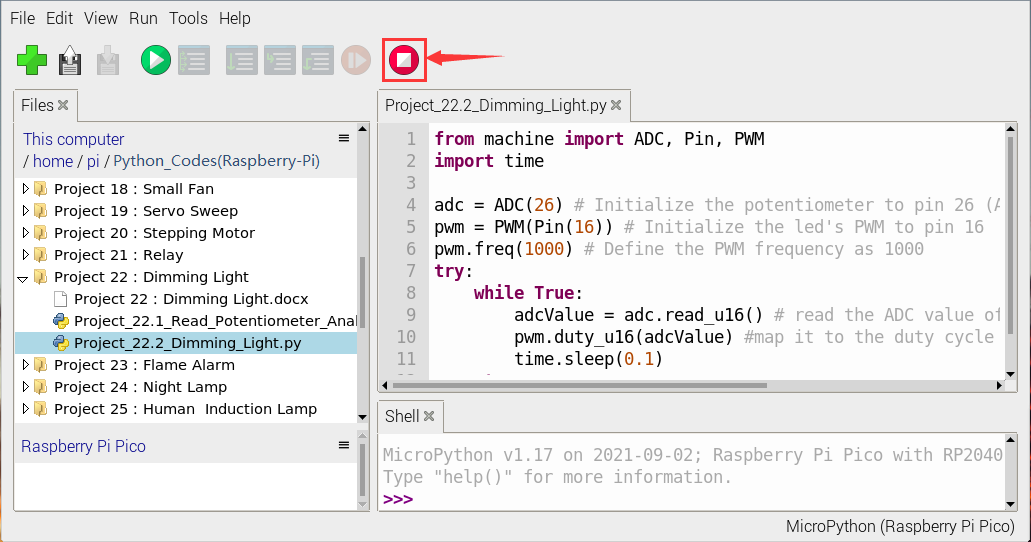 File Edit View Run Tools Help
Files
This computer
/ home / pi / Python_Codes(Raspberry-Pi)
Project 18 : Small Fan
Project 19 : Servo Sweep
Project 20 : Stepping Motor
Project 21 : Relay
Project 22 : Dimming Light
Project 22 : Dimming Light.docx
Project_22.1_Read_Potentiometer_Anal
Project_22.2_Dimming_Light.py
Project 23 : Flame Alarm
Project 24 : Night Lamp
Project 25 : Human  Induction Lamp
Raspberry Pi Pico
Project_22.2_Dimming_Light.py
1 from machine import ADC, Pin, PWM
2 import time
3
4 adc = ADC(26) # Initialize the potentiometer to pin 26 (A
5 pwm = PWM(Pin(16)) # Initialize the led's PWM to pin 16
6 pwm.freq(1000) # Define the PWM frequency as 1000
7 try:
8     while True:
9         adcValue = adc.read_u16() # read the ADC value of
10         pwm.duty_u16(adcValue) #map it to the duty cycle
11         time.sleep(0.1)
Shell
MicroPython v1.17 on 2021-09-02; Raspberry Pi Pico with RP2040
Type "help()" for more information.
>>>
MicroPython (Raspberry Pi Pico)